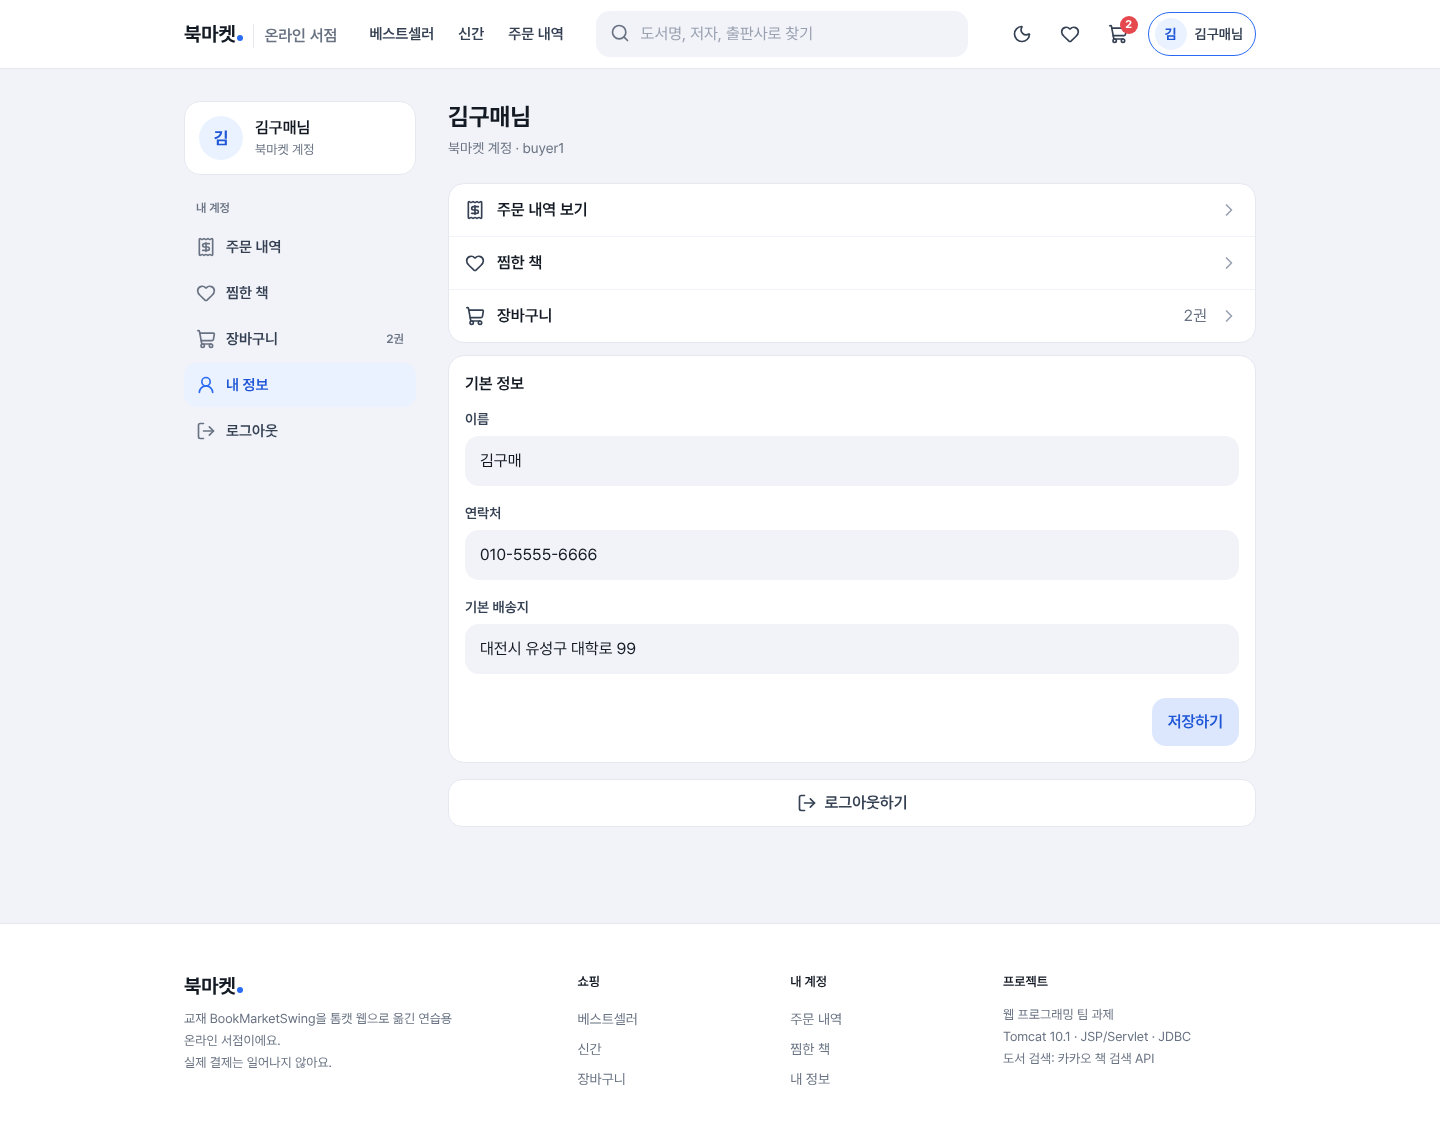 북마켓
온라인 서점
베스트셀러
신간
주문 내역
도서명, 저자, 출판사로 찾기
2
김
김구매님
김
김구매님
북마켓 계정
내 계정
주문 내역
찜한 책
장바구니
2권
내 정보
로그아웃
김구매님
북마켓 계정 · buyer1
주문 내역 보기
찜한 책
장바구니
2권
기본 정보
이름
김구매
연락처
010-5555-6666
기본 배송지
대전시 유성구 대학로 99
저장하기
로그아웃하기
북마켓
교재 BookMarketSwing을 톰캣 웹으로 옮긴 연습용
온라인 서점이에요.
실제 결제는 일어나지 않아요.
쇼핑
베스트셀러
신간
장바구니
내 계정
주문 내역
찜한 책
내 정보
프로젝트
웹 프로그래밍 팀 과제
Tomcat 10.1 · JSP/Servlet · JDBC
도서 검색: 카카오 책 검색 API